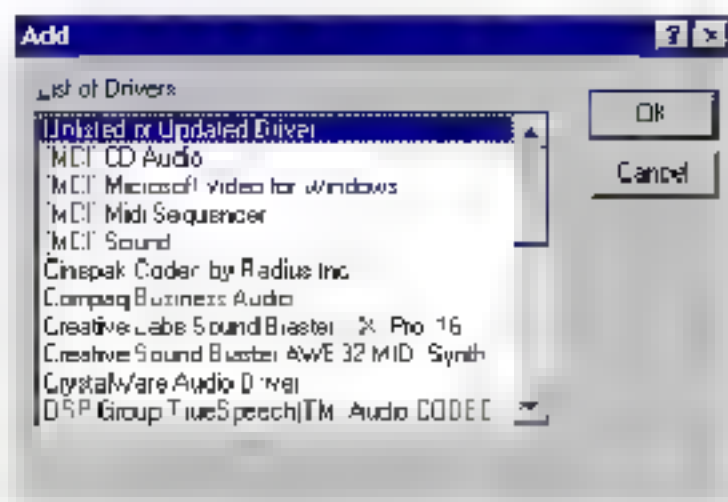 Add
List of Drivers
Unlisted or Updated Driver
[MCI] CD Audio
[MCI] Microsoft Video for Windows
[MCI] Midi Sequencer
[MCI] Sound
Cinepak Codec by Radius Inc
Compaq Business Audio
Creative Labs Sound Blaster 1.X, Pro, 16
Creative Sound Blaster AWE 32 MIDI Synth
CrystalWare Audio Driver
DSP Group TrueSpeech(TM) Audio CODEC
OK
Cancel